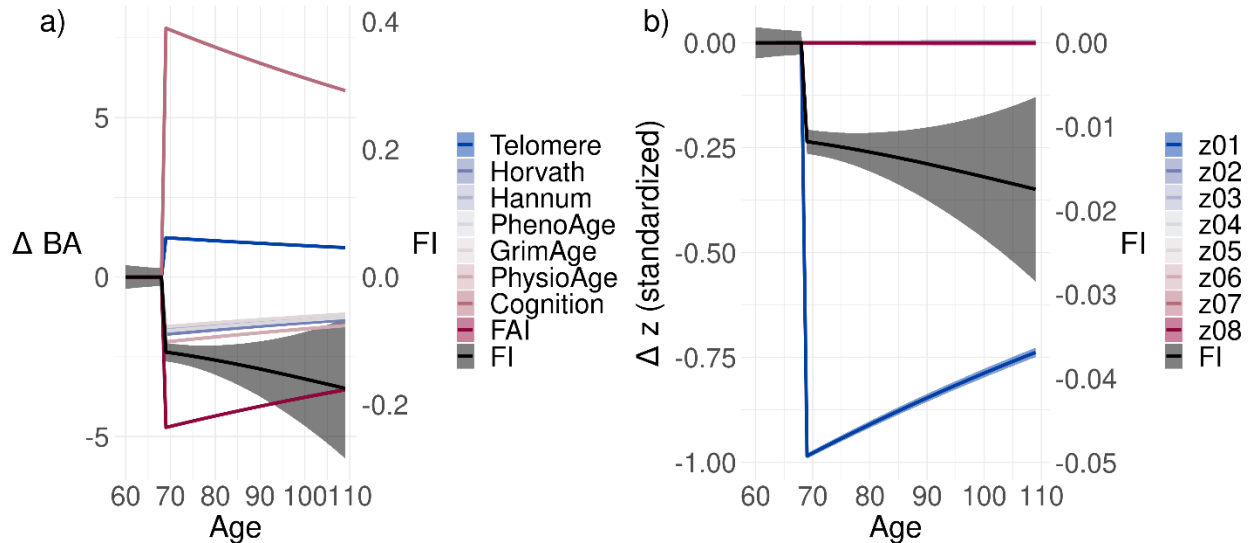 a)
5
0
-5
Δ BA
0.4
0.2
0.0
-0.2
FI
60 70 80 90 100 110
Age
Telomere
Horvath
Hannum
PhenoAge
GrimAge
PhysioAge
Cognition
FAI
FI
b)
0.00
-0.25
-0.50
-0.75
-1.00
Δ z (standardized)
0.00
-0.01
-0.02
-0.03
-0.04
-0.05
FI
60 70 80 90 100 110
Age
z01
z02
z03
z04
z05
z06
z07
z08
FI